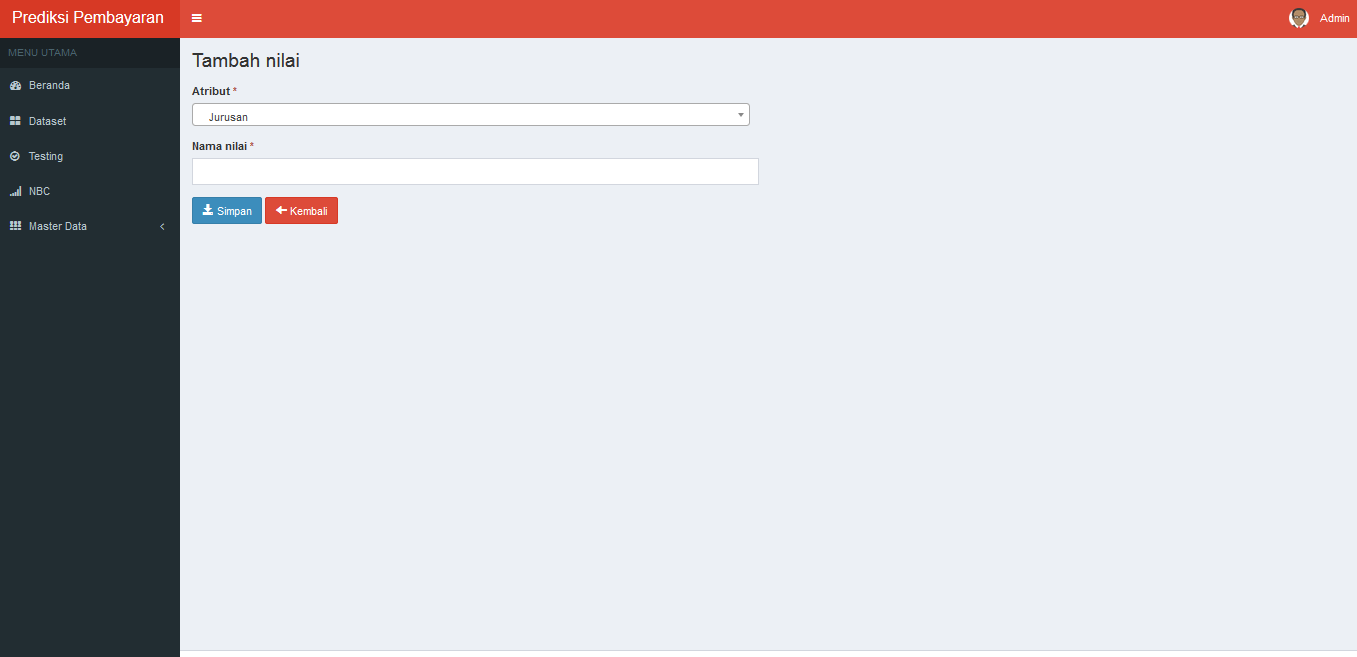 Prediksi Pembayaran
Admin
MENU UTAMA
Beranda
Dataset
Testing
NBC
Master Data
Tambah nilai
Atribut *
Jurusan
Nama nilai *
Simpan
Kembali